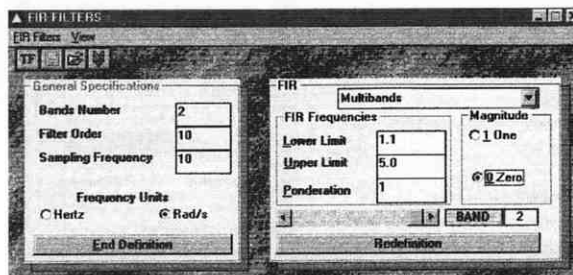 FIR FILTERS
FIR Filters View
TF
General Specifications
Bands Number 2
Filter Order 10
Sampling Frequency 10
Frequency Units
Hertz Rad/s
End Definition
FIR
Multibands
FIR Frequencies
Lower Limit 1.1
Upper Limit 5.0
Ponderation 1
Magnitude
1 One
0 Zero
BAND 2
Redefinition